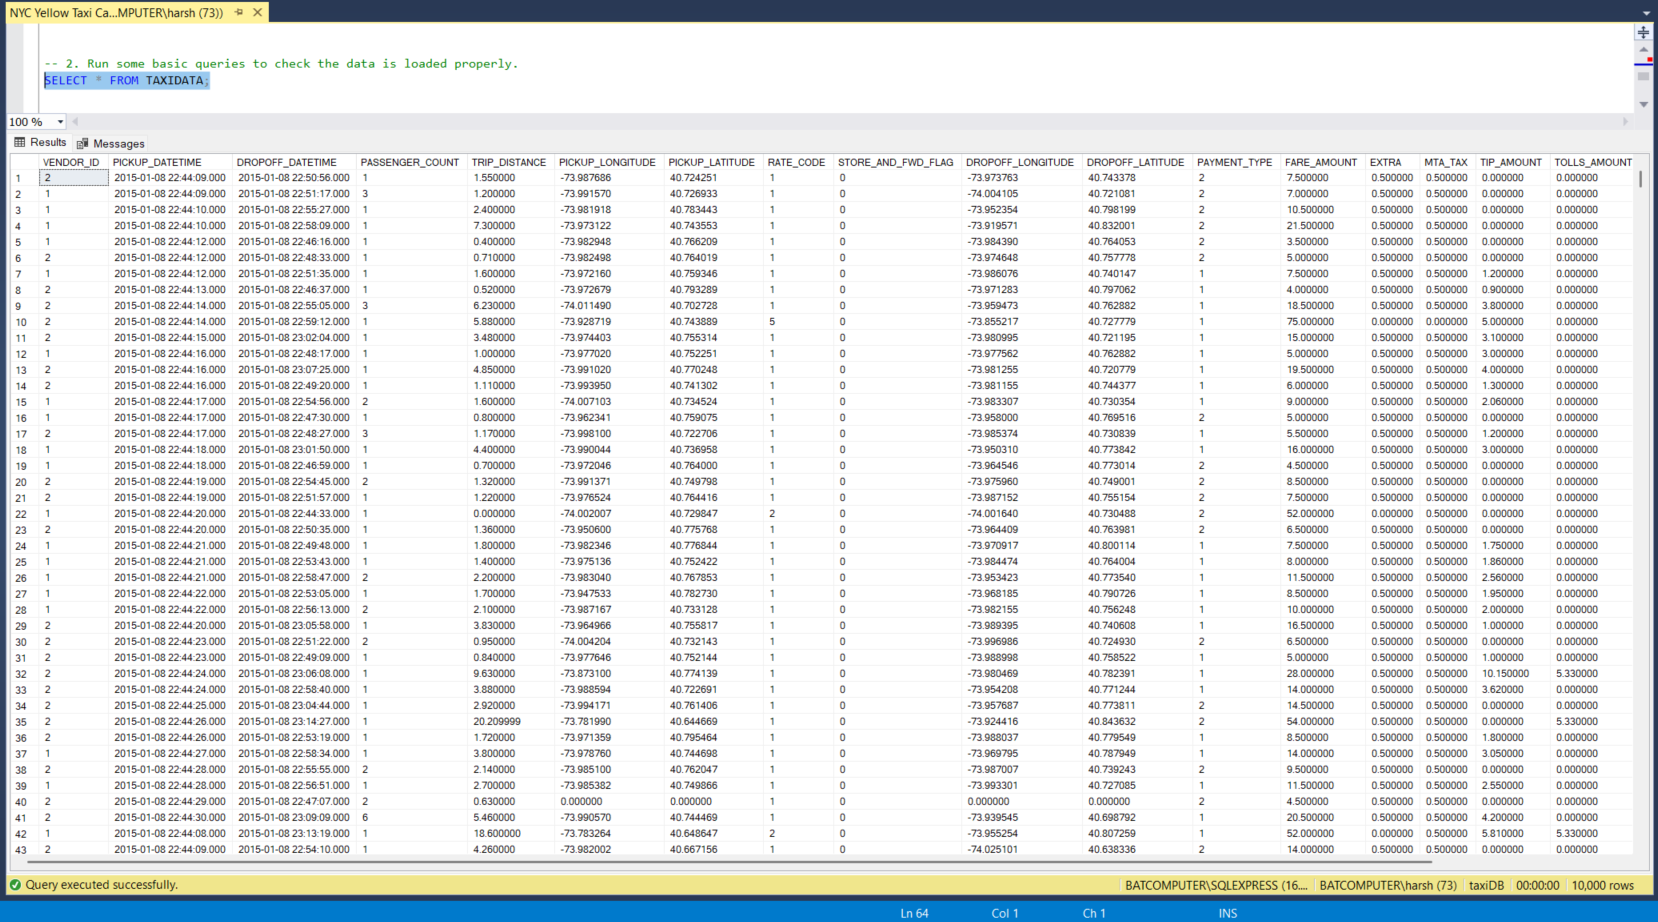 NYC Yellow Taxi Ca...MPUTER\harsh (73))
-- 2. Run some basic queries to check the data is loaded properly.
SELECT * FROM TAXIDATA;
100 %
Results Messages
VENDOR_ID PICKUP_DATETIME DROPOFF_DATETIME PASSENGER_COUNT TRIP_DISTANCE PICKUP_LONGITUDE PICKUP_LATITUDE RATE_CODE STORE_AND_FWD_FLAG DROPOFF_LONGITUDE DROPOFF_LATITUDE PAYMENT_TYPE FARE_AMOUNT EXTRA MTA_TAX TIP_AMOUNT TOLLS_AMOUNT
1 2 2015-01-08 22:44:09.000 2015-01-08 22:50:56.000 1 1.550000 -73.987686 40.724251 1 0 -73.973763 40.743378 2 7.500000 0.500000 0.500000 0.000000 0.000000
2 1 2015-01-08 22:44:09.000 2015-01-08 22:51:17.000 3 1.200000 -73.991570 40.726933 1 0 -74.004105 40.721081 2 7.000000 0.500000 0.500000 0.000000 0.000000
3 1 2015-01-08 22:44:10.000 2015-01-08 22:55:27.000 1 2.400000 -73.981918 40.783443 1 0 -73.952354 40.798199 2 10.500000 0.500000 0.500000 0.000000 0.000000
4 1 2015-01-08 22:44:10.000 2015-01-08 22:58:09.000 1 7.300000 -73.973122 40.743553 1 0 -73.919571 40.832001 2 21.500000 0.500000 0.500000 0.000000 0.000000
5 1 2015-01-08 22:44:12.000 2015-01-08 22:46:16.000 1 0.400000 -73.982948 40.766209 1 0 -73.984390 40.764053 2 3.500000 0.500000 0.500000 0.000000 0.000000
6 2 2015-01-08 22:44:12.000 2015-01-08 22:48:33.000 1 0.710000 -73.982498 40.764019 1 0 -73.974648 40.757778 2 5.000000 0.500000 0.500000 0.000000 0.000000
7 1 2015-01-08 22:44:12.000 2015-01-08 22:51:35.000 1 1.600000 -73.972160 40.759346 1 0 -73.986076 40.740147 1 7.500000 0.500000 0.500000 1.200000 0.000000
8 2 2015-01-08 22:44:13.000 2015-01-08 22:46:37.000 1 0.520000 -73.972679 40.793289 1 0 -73.971283 40.797062 1 4.000000 0.500000 0.500000 0.900000 0.000000
9 2 2015-01-08 22:44:14.000 2015-01-08 22:55:05.000 3 6.230000 -74.011490 40.702728 1 0 -73.959473 40.762882 1 18.500000 0.500000 0.500000 3.800000 0.000000
10 2 2015-01-08 22:44:14.000 2015-01-08 22:59:12.000 1 5.880000 -73.928719 40.743889 5 0 -73.855217 40.727779 1 75.000000 0.000000 0.000000 5.000000 0.000000
11 2 2015-01-08 22:44:15.000 2015-01-08 23:02:04.000 1 3.480000 -73.974403 40.755314 1 0 -73.980995 40.721195 1 15.000000 0.500000 0.500000 3.100000 0.000000
12 1 2015-01-08 22:44:16.000 2015-01-08 22:48:17.000 1 1.000000 -73.977020 40.752251 1 0 -73.977562 40.762882 1 5.000000 0.500000 0.500000 3.000000 0.000000
13 2 2015-01-08 22:44:16.000 2015-01-08 23:07:25.000 1 4.850000 -73.991020 40.770248 1 0 -73.981255 40.720779 1 19.500000 0.500000 0.500000 4.000000 0.000000
14 2 2015-01-08 22:44:16.000 2015-01-08 22:49:20.000 1 1.110000 -73.993950 40.741302 1 0 -73.981155 40.744377 1 6.000000 0.500000 0.500000 1.300000 0.000000
15 1 2015-01-08 22:44:17.000 2015-01-08 22:54:56.000 2 1.600000 -74.007103 40.734524 1 0 -73.983307 40.730354 1 9.000000 0.500000 0.500000 2.060000 0.000000
16 1 2015-01-08 22:44:17.000 2015-01-08 22:47:30.000 1 0.800000 -73.962341 40.759075 1 0 -73.958000 40.769516 2 5.000000 0.500000 0.500000 0.000000 0.000000
17 2 2015-01-08 22:44:17.000 2015-01-08 22:48:27.000 3 1.170000 -73.998100 40.722706 1 0 -73.985374 40.730839 1 5.500000 0.500000 0.500000 1.200000 0.000000
18 1 2015-01-08 22:44:18.000 2015-01-08 23:01:50.000 1 4.400000 -73.990044 40.736958 1 0 -73.950310 40.773842 1 16.000000 0.500000 0.500000 3.000000 0.000000
19 1 2015-01-08 22:44:18.000 2015-01-08 22:46:59.000 1 0.700000 -73.972046 40.764000 1 0 -73.964546 40.773014 2 4.500000 0.500000 0.500000 0.000000 0.000000
20 2 2015-01-08 22:44:19.000 2015-01-08 22:54:45.000 2 1.320000 -73.991371 40.749798 1 0 -73.975960 40.749001 2 8.500000 0.500000 0.500000 0.000000 0.000000
21 2 2015-01-08 22:44:19.000 2015-01-08 22:51:57.000 1 1.220000 -73.976524 40.764416 1 0 -73.987152 40.755154 2 7.500000 0.500000 0.500000 0.000000 0.000000
22 1 2015-01-08 22:44:20.000 2015-01-08 22:44:33.000 1 0.000000 -74.002007 40.729847 2 0 -74.001640 40.730488 2 52.000000 0.000000 0.500000 0.000000 0.000000
23 2 2015-01-08 22:44:20.000 2015-01-08 22:50:35.000 1 1.360000 -73.950600 40.775768 1 0 -73.964409 40.763981 2 6.500000 0.500000 0.500000 0.000000 0.000000
24 1 2015-01-08 22:44:21.000 2015-01-08 22:49:48.000 1 1.800000 -73.982346 40.776844 1 0 -73.970917 40.800114 1 7.500000 0.500000 0.500000 1.750000 0.000000
25 1 2015-01-08 22:44:21.000 2015-01-08 22:53:43.000 1 1.400000 -73.975136 40.752422 1 0 -73.984474 40.764004 1 8.000000 0.500000 0.500000 1.860000 0.000000
26 1 2015-01-08 22:44:21.000 2015-01-08 22:58:47.000 2 2.200000 -73.983040 40.767853 1 0 -73.953423 40.773540 1 11.500000 0.500000 0.500000 2.560000 0.000000
27 1 2015-01-08 22:44:22.000 2015-01-08 22:53:05.000 1 1.700000 -73.947533 40.782730 1 0 -73.968185 40.790726 1 8.500000 0.500000 0.500000 1.950000 0.000000
28 1 2015-01-08 22:44:22.000 2015-01-08 22:56:13.000 2 2.100000 -73.987167 40.733128 1 0 -73.982155 40.756248 1 10.000000 0.500000 0.500000 2.000000 0.000000
29 2 2015-01-08 22:44:20.000 2015-01-08 23:05:58.000 1 3.830000 -73.964966 40.755817 1 0 -73.989395 40.740608 1 16.500000 0.500000 0.500000 1.000000 0.000000
30 2 2015-01-08 22:44:23.000 2015-01-08 22:51:22.000 2 0.950000 -74.004204 40.732143 1 0 -73.996986 40.724930 2 6.500000 0.500000 0.500000 0.000000 0.000000
31 2 2015-01-08 22:44:23.000 2015-01-08 22:49:09.000 1 0.840000 -73.977646 40.752144 1 0 -73.988998 40.758522 1 5.000000 0.500000 0.500000 1.000000 0.000000
32 2 2015-01-08 22:44:24.000 2015-01-08 23:06:08.000 1 9.630000 -73.873100 40.774139 1 0 -73.980469 40.782391 1 28.000000 0.500000 0.500000 10.150000 5.330000
33 2 2015-01-08 22:44:24.000 2015-01-08 22:58:40.000 1 3.880000 -73.988594 40.722691 1 0 -73.954208 40.771244 1 14.000000 0.500000 0.500000 3.620000 0.000000
34 2 2015-01-08 22:44:25.000 2015-01-08 23:04:44.000 1 2.920000 -73.994171 40.761406 1 0 -73.957687 40.773811 2 14.500000 0.500000 0.500000 0.000000 0.000000
35 2 2015-01-08 22:44:26.000 2015-01-08 23:14:27.000 1 20.209999 -73.781990 40.644669 1 0 -73.924416 40.843632 2 54.000000 0.500000 0.500000 0.000000 5.330000
36 2 2015-01-08 22:44:26.000 2015-01-08 22:53:19.000 1 1.720000 -73.971359 40.795464 1 0 -73.988037 40.779549 1 8.500000 0.500000 0.500000 1.800000 0.000000
37 1 2015-01-08 22:44:27.000 2015-01-08 22:58:34.000 1 3.800000 -73.978760 40.744698 1 0 -73.969795 40.787949 1 14.000000 0.500000 0.500000 3.050000 0.000000
38 2 2015-01-08 22:44:28.000 2015-01-08 22:55:55.000 2 2.140000 -73.985100 40.762047 1 0 -73.987007 40.739243 2 9.500000 0.500000 0.500000 0.000000 0.000000
39 1 2015-01-08 22:44:28.000 2015-01-08 22:56:51.000 1 2.700000 -73.985382 40.749866 1 0 -73.993301 40.727085 1 11.500000 0.500000 0.500000 2.550000 0.000000
40 2 2015-01-08 22:44:29.000 2015-01-08 22:47:07.000 2 0.630000 0.000000 0.000000 1 0 0.000000 0.000000 2 4.500000 0.500000 0.500000 0.000000 0.000000
41 2 2015-01-08 22:44:30.000 2015-01-08 23:09:09.000 6 5.460000 -73.990570 40.744469 1 0 -73.939545 40.698792 1 20.500000 0.500000 0.500000 4.200000 0.000000
42 1 2015-01-08 22:44:08.000 2015-01-08 23:13:19.000 1 18.600000 -73.783264 40.648647 2 0 -73.955254 40.807259 1 52.000000 0.000000 0.500000 5.810000 5.330000
43 2 2015-01-08 22:44:09.000 2015-01-08 22:54:10.000 1 4.260000 -73.982002 40.667156 1 0 -74.025101 40.638336 2 14.000000 0.500000 0.500000 0.000000 0.000000
Query executed successfully. BATCOMPUTER\SQLEXPRESS (16.... BATCOMPUTER\harsh (73) taxiDB 00:00:00 10,000 rows
Ln 64 Col 1 Ch 1 INS